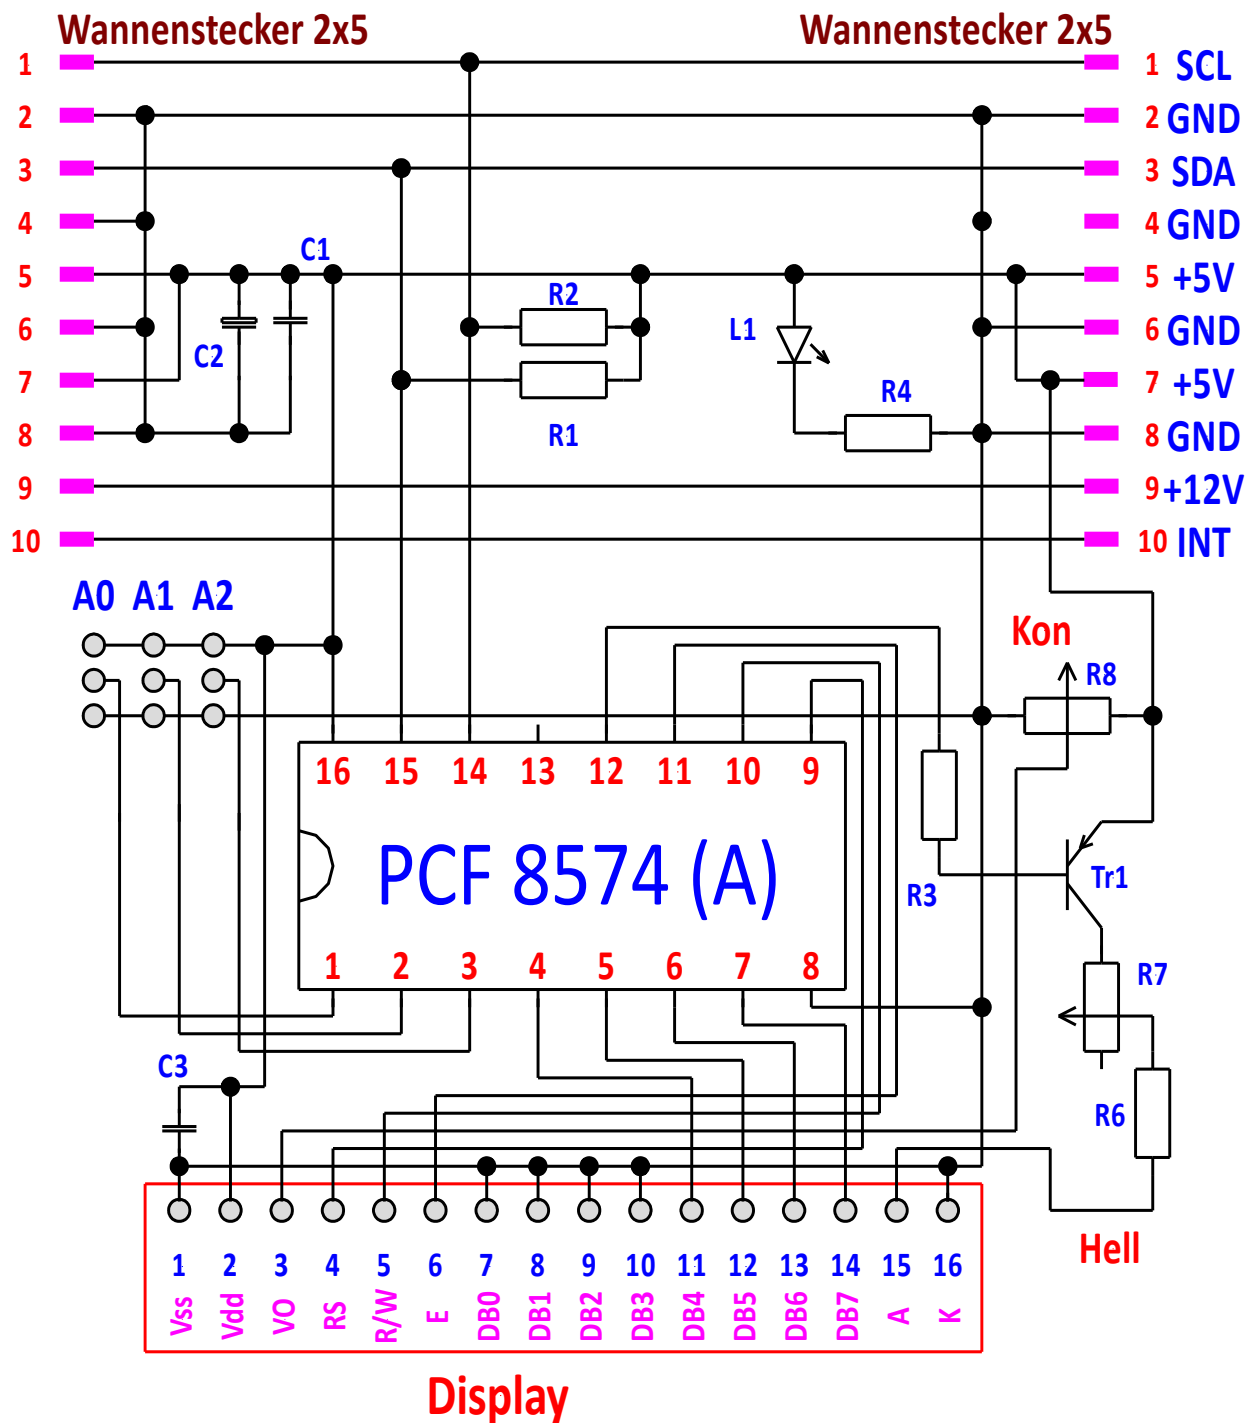 Wannenstecker 2x5 Wannenstecker 2x5
1 1 SCL
2 2 GND
3 3 SDA
4 4 GND
C1
5 5 +5V
R2
6 6 GND
L1
C2
7 7 +5V
R4
R1
8 8 GND
9 9 +12V
10 10 INT
A0 A1 A2
Kon
R8
16 15 14 13 12 11 10 9
PCF 8574 (A)
Tr1
R3
1 2 3 4 5 6 7 8
R7
C3
R6
Hell
1 2 3 4 5 6 7 8 9 10 11 12 13 14 15 16
Vss Vdd VO RS R/W E DB0 DB1 DB2 DB3 DB4 DB5 DB6 DB7 A K
Display